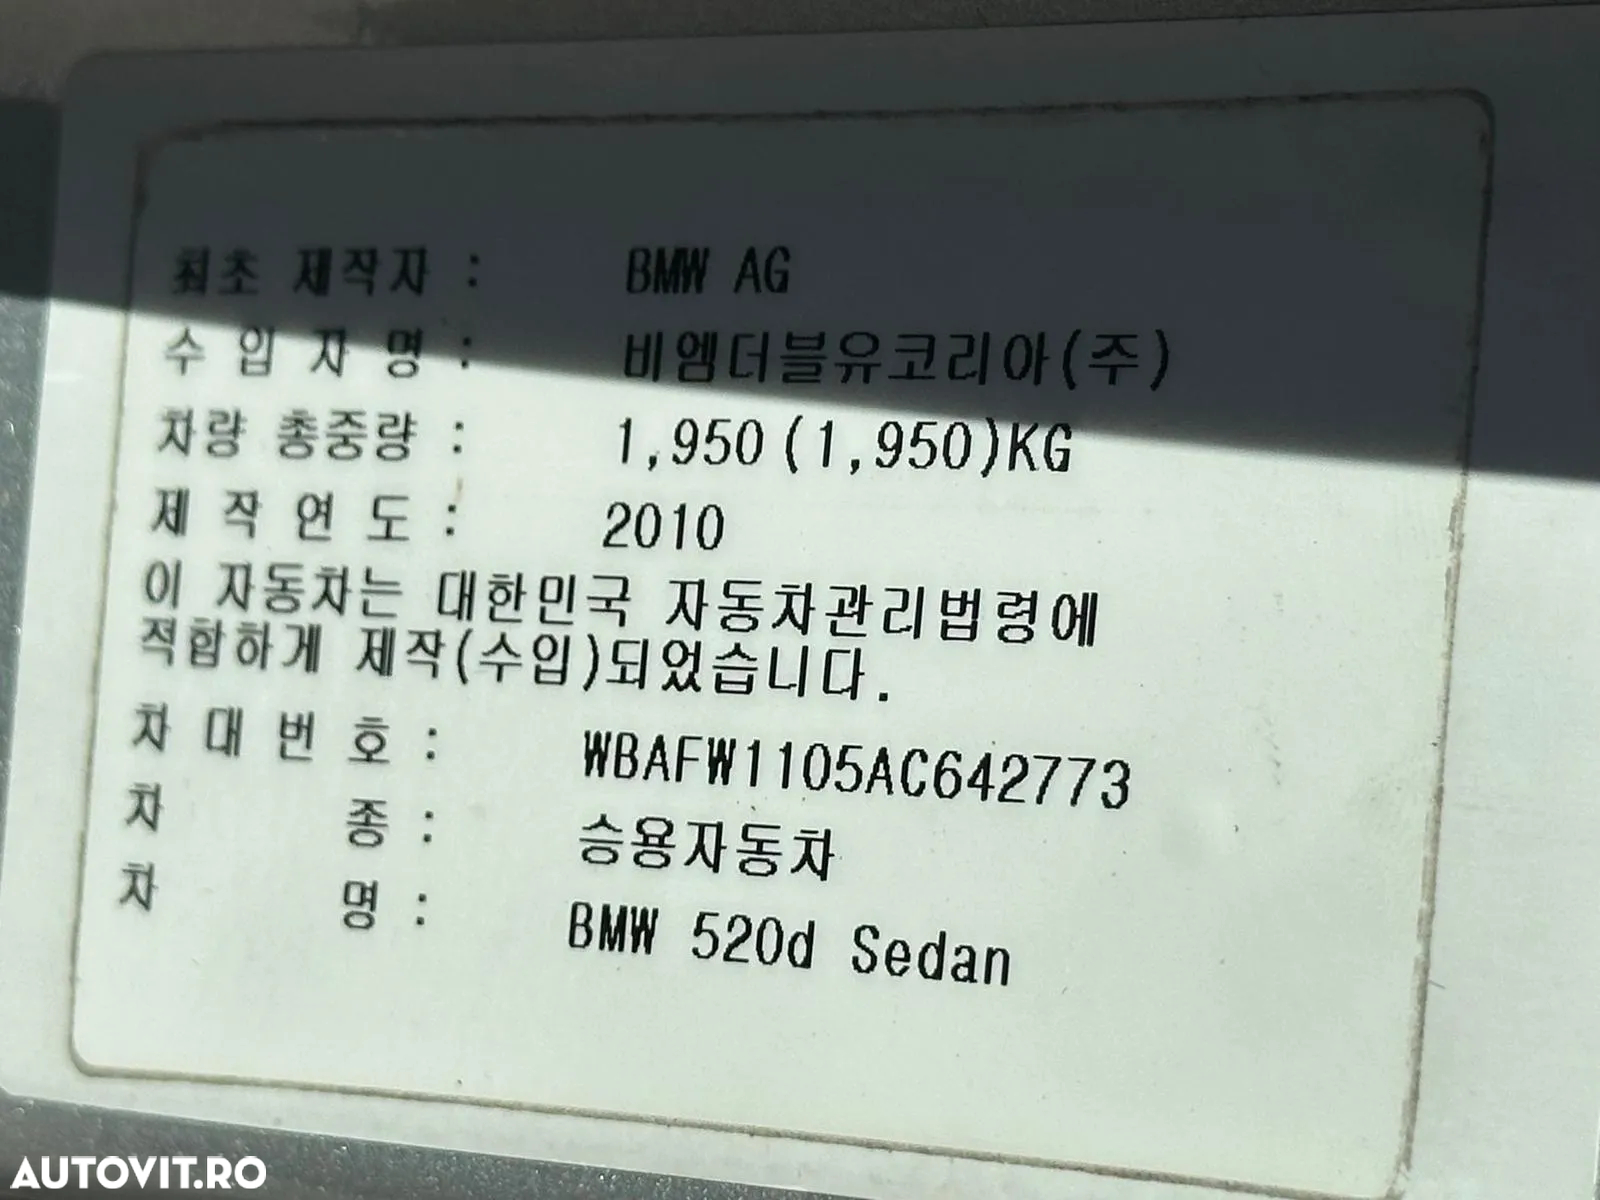 최초 제작자 : BMW AG
수 입 자 명 : 비엠더블유코리아(주)
차량 총중량 : 1,950(1,950)KG
제 작 연 도 : 2010
이 자동차는 대한민국 자동차관리법령에
적합하게 제작(수입)되었습니다.
차 대 번 호 : WBAFW1105AC642773
차 종 : 승용자동차
차 명 : BMW 520d Sedan
AUTOVIT.RO